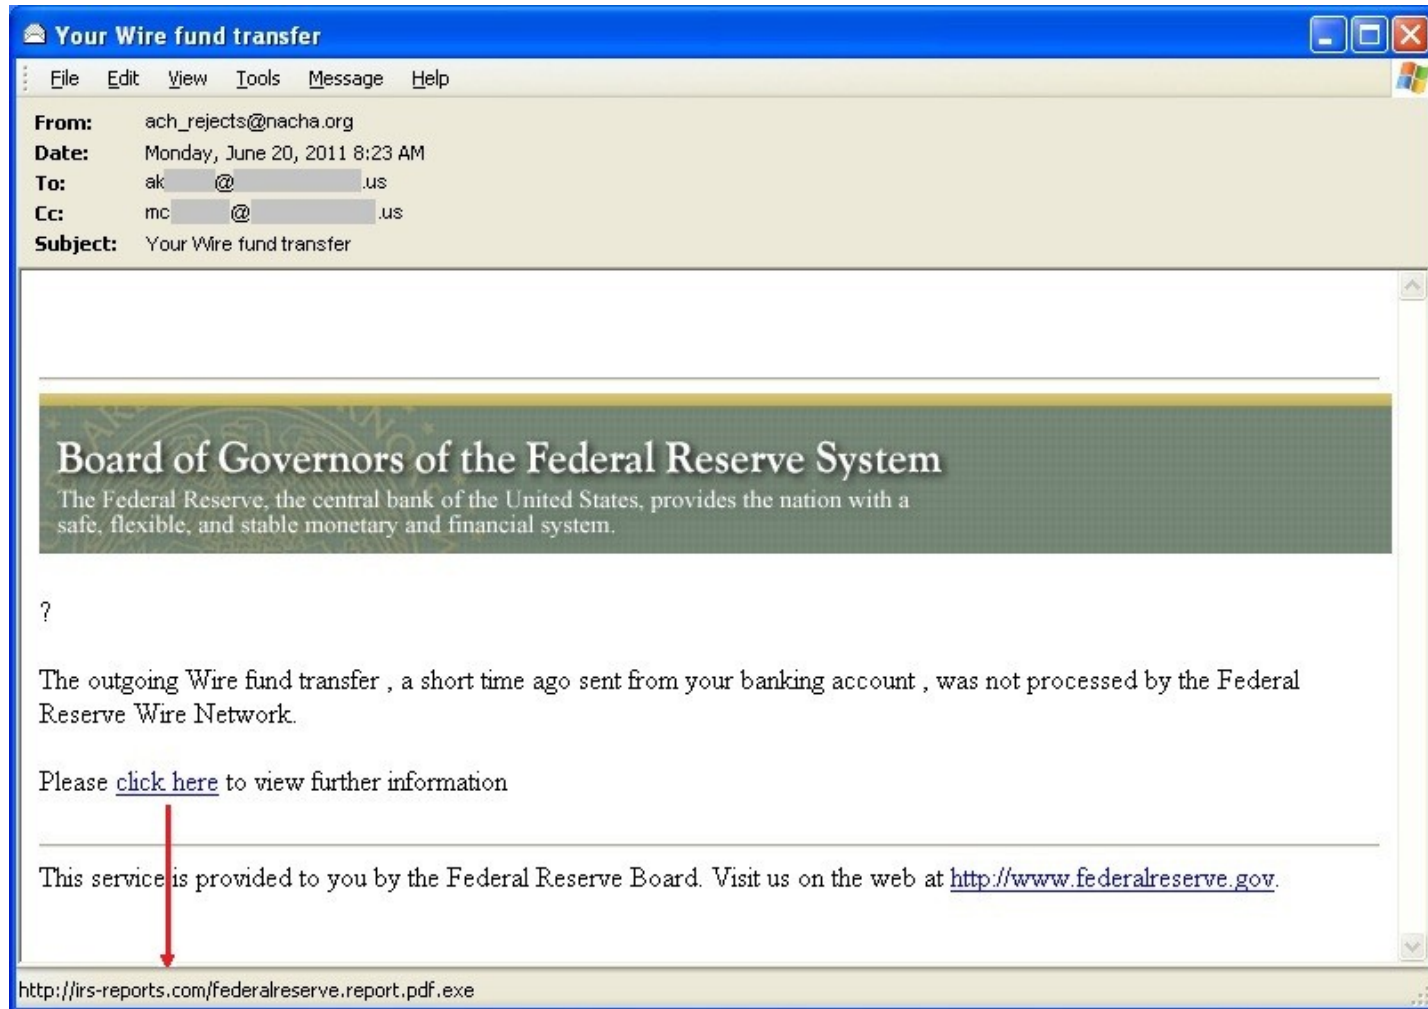 Your Wire fund transfer
File Edit View Tools Message Help
From: ach_rejects@nacha.org
Date: Monday, June 20, 2011 8:23 AM
To: ak @ .us
Cc: mc @ .us
Subject: Your Wire fund transfer
Board of Governors of the Federal Reserve System
The Federal Reserve, the central bank of the United States, provides the nation with a
safe, flexible, and stable monetary and financial system.
?
The outgoing Wire fund transfer , a short time ago sent from your banking account , was not processed by the Federal
Reserve Wire Network.
Please click here to view further information
This service is provided to you by the Federal Reserve Board. Visit us on the web at http://www.federalreserve.gov.
http://irs-reports.com/federalreserve.report.pdf.exe